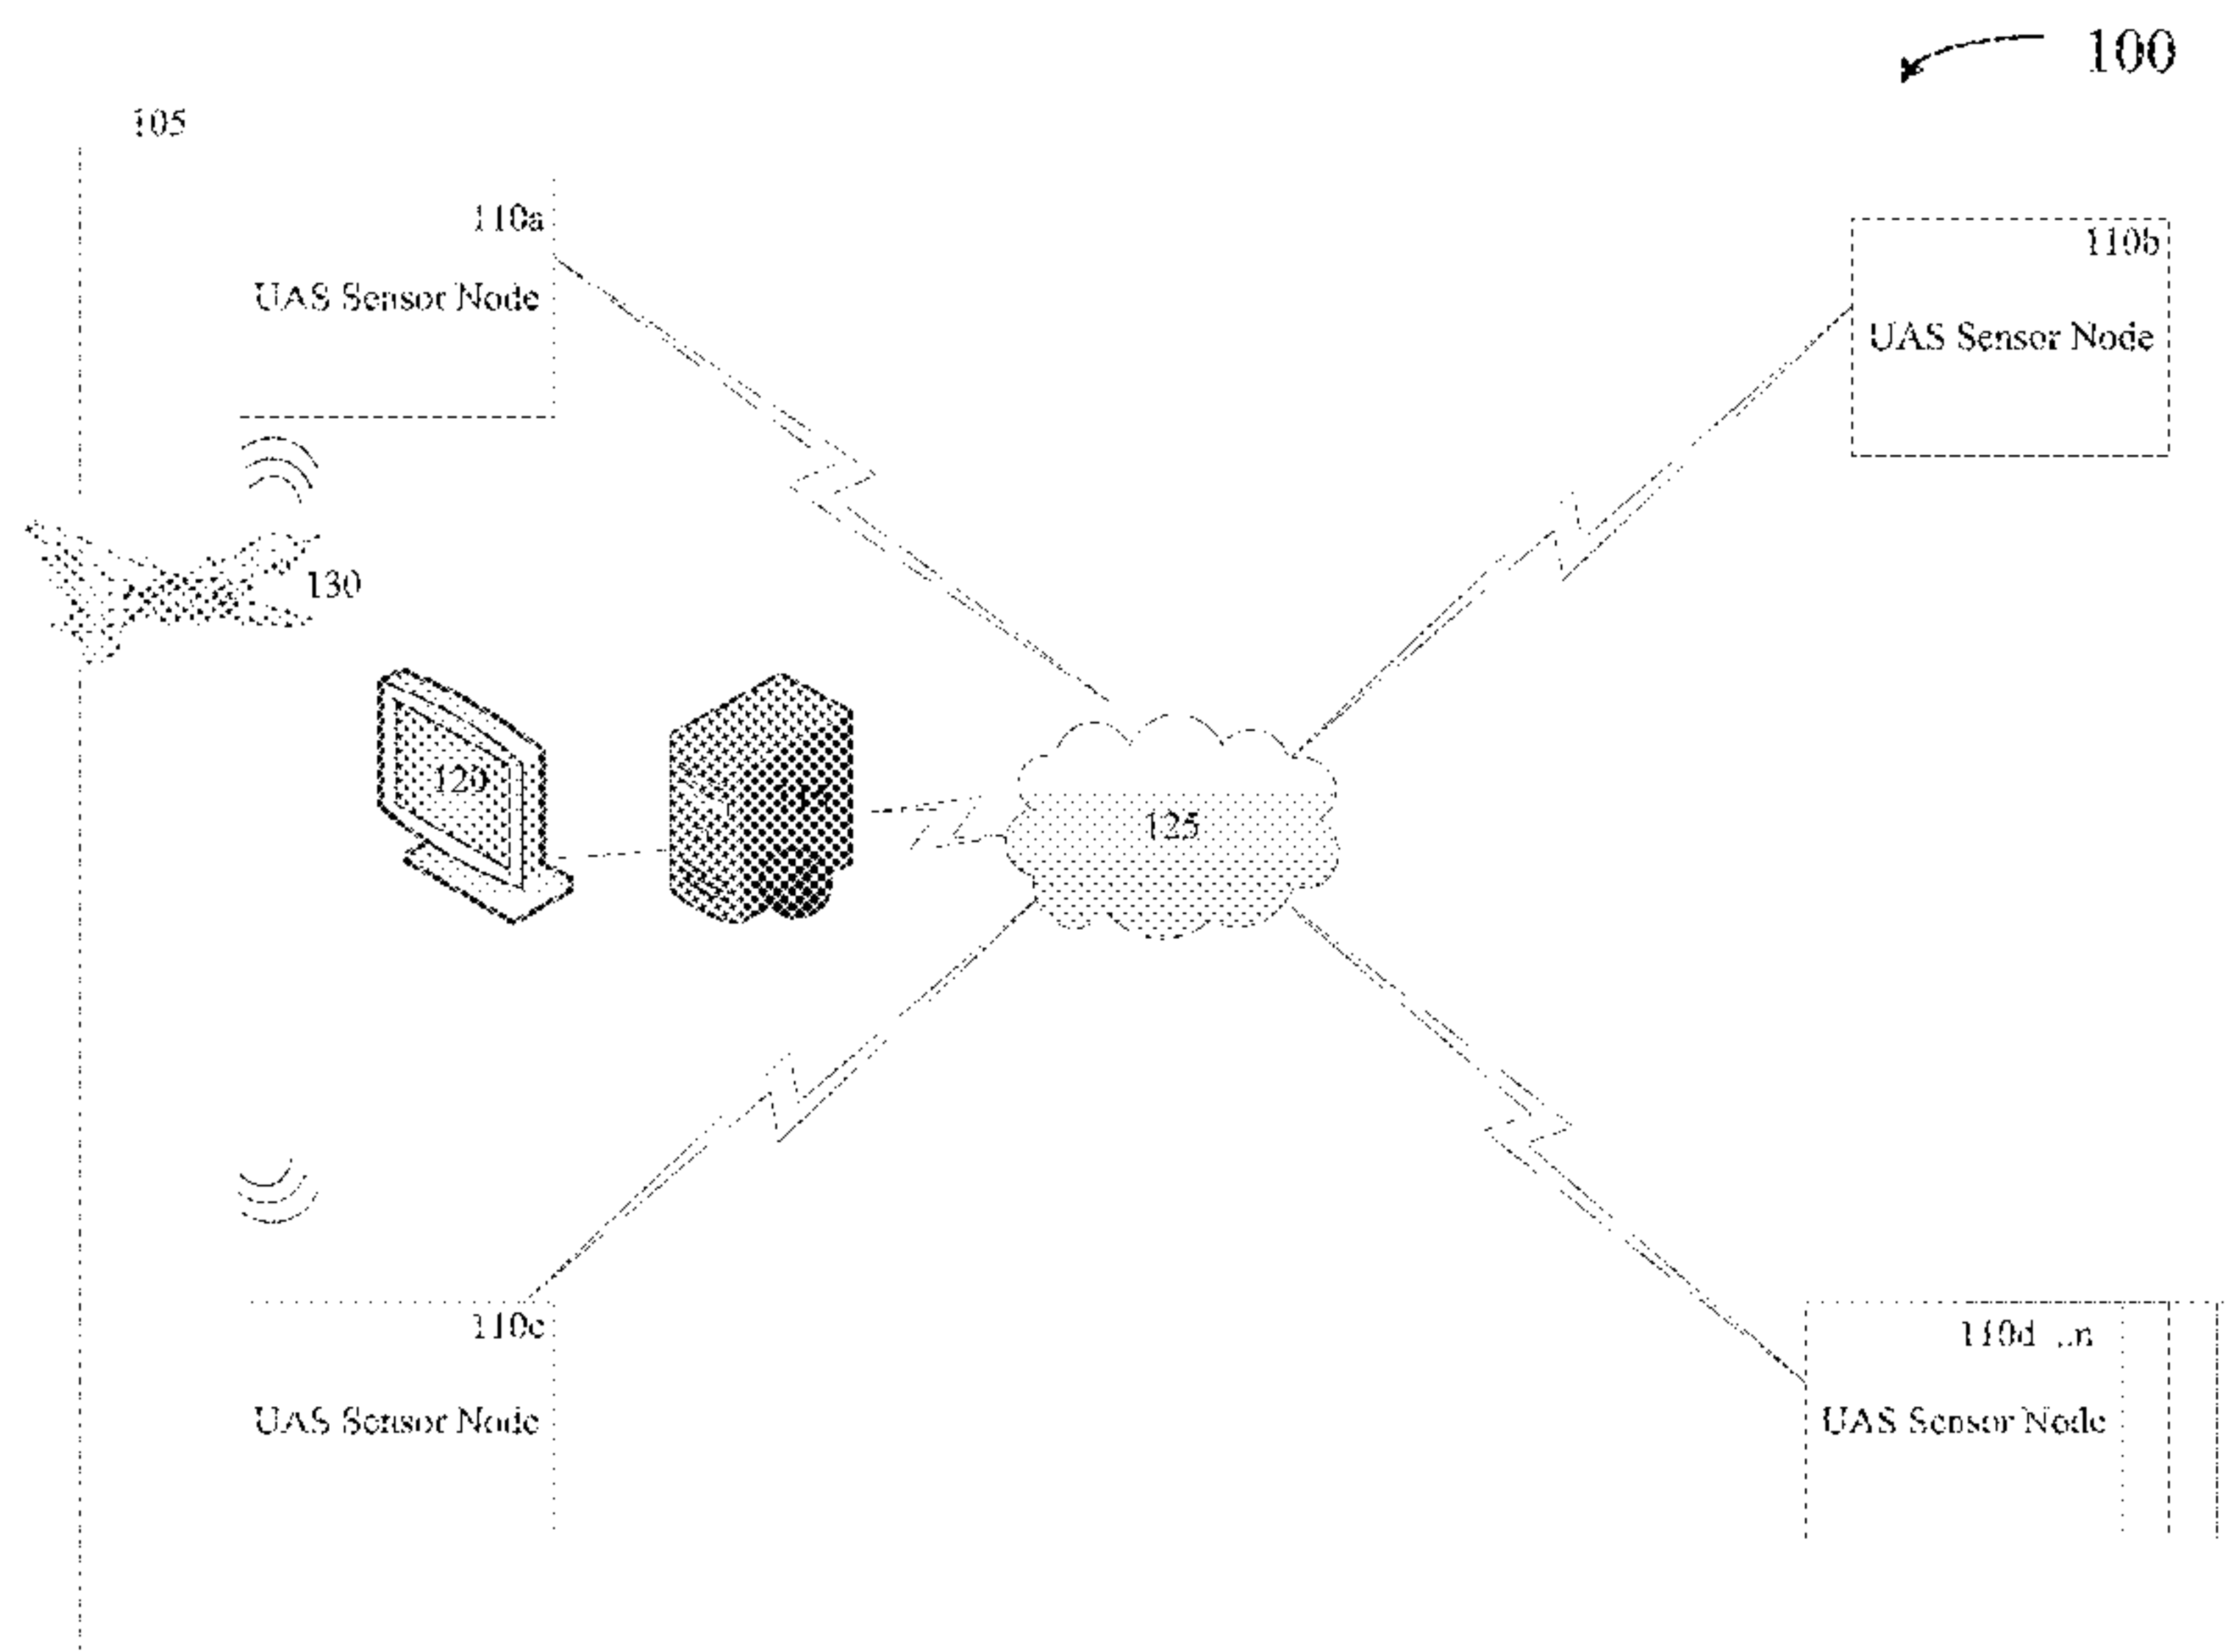 100
105
110a
UAS Sensor Node
110b
UAS Sensor Node
130
120
125
110c
UAS Sensor Node
110d ..n
UAS Sensor Node